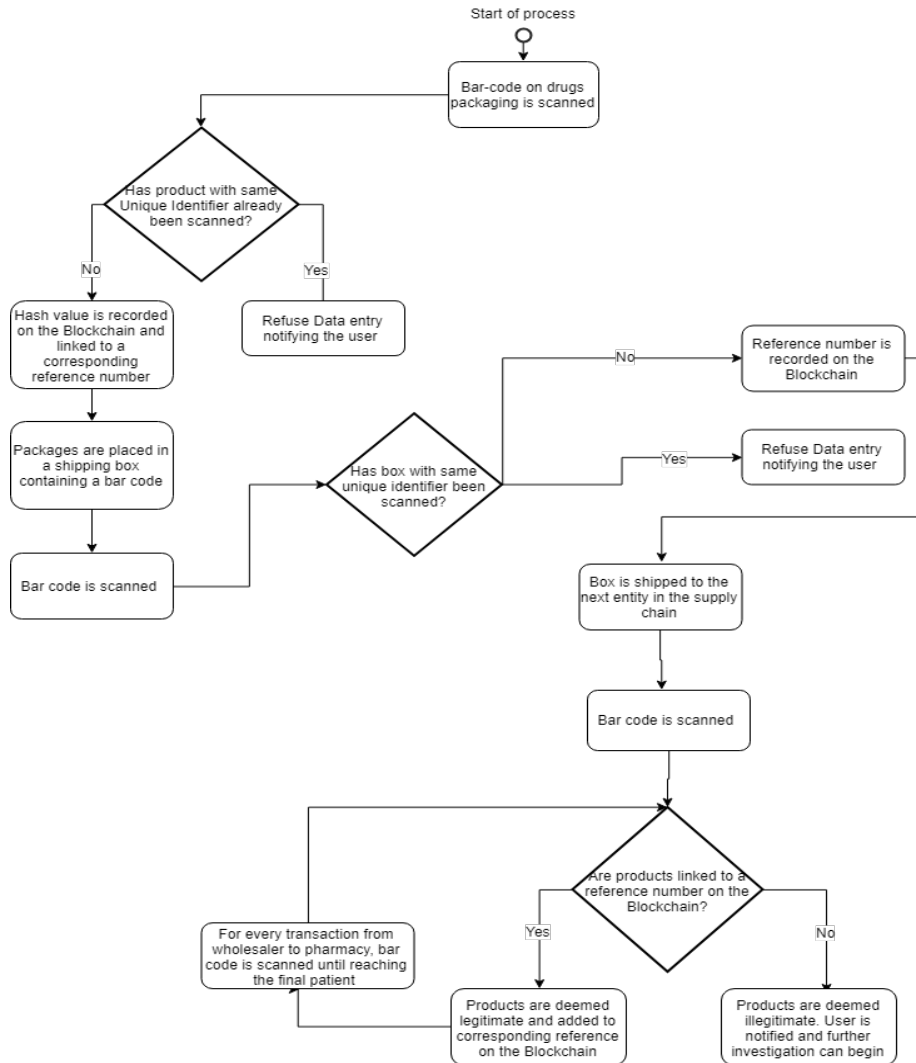 Start of process
Bar-code on drugs
packaging is scanned
Has product with same
Unique Identifier already
been scanned?
No
Yes
Hash value is recorded
on the Blockchain and
linked to a
corresponding
reference number
Refuse Data entry
notifying the user
No
Reference number is
recorded on the
Blockchain
Packages are placed in
a shipping box
containing a bar code
Has box with same
unique identifier been
scanned?
Yes
Refuse Data entry
notifying the user
Bar code is scanned
Box is shipped to the
next entity in the supply
chain
Bar code is scanned
Are products linked to a
reference number on the
Blockchain?
Yes
No
For every transaction from
wholesaler to pharmacy, bar
code is scanned until reaching
the final patient
Products are deemed
legitimate and added to
corresponding reference
on the Blockchain
Products are deemed
illegitimate. User is
notified and further
investigation can begin